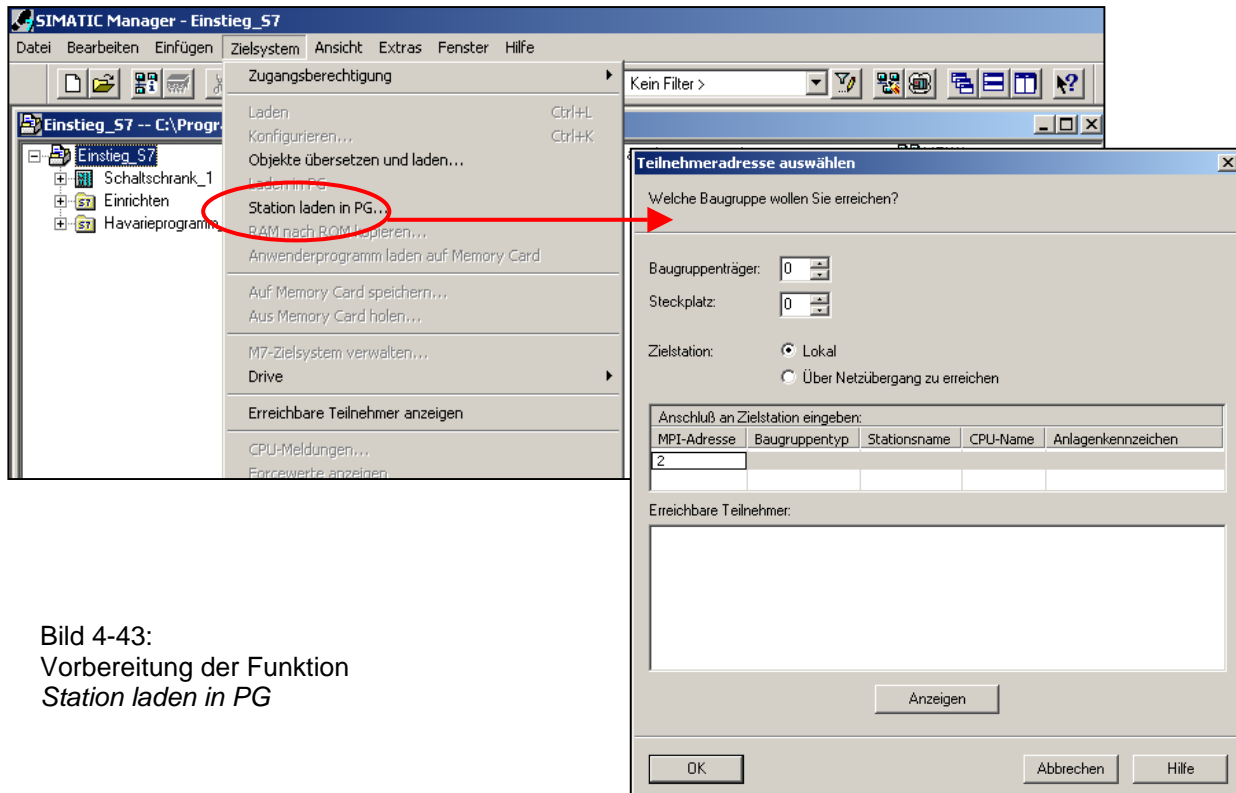 SIMATIC Manager - Einstieg_S7
Datei Bearbeiten Einfügen Zielsystem Ansicht Extras Fenster Hilfe
Kein Filter >
Zugangsberechtigung
Laden Ctrl+L
Konfigurieren... Ctrl+K
Objekte übersetzen und laden...
Laden in PG
Station laden in PG...
RAM nach ROM kopieren...
Anwenderprogramm laden auf Memory Card
Auf Memory Card speichern...
Aus Memory Card holen...
M7-Zielsystem verwalten...
Drive
Erreichbare Teilnehmer anzeigen
CPU-Meldungen...
Forcewerte anzeigen
Einstieg_S7 -- C:\Progr
Einstieg_S7
Schaltschrank_1
Einrichten
Havarieprogramm
Teilnehmeradresse auswählen
Welche Baugruppe wollen Sie erreichen?
Baugruppenträger: 0
Steckplatz: 0
Zielstation: Lokal
Über Netzübergang zu erreichen
Anschluß an Zielstation eingeben:
MPI-Adresse Baugruppentyp Stationsname CPU-Name Anlagenkennzeichen
2
Erreichbare Teilnehmer:
Anzeigen
OK Abbrechen Hilfe
Bild 4-43:
Vorbereitung der Funktion
Station laden in PG